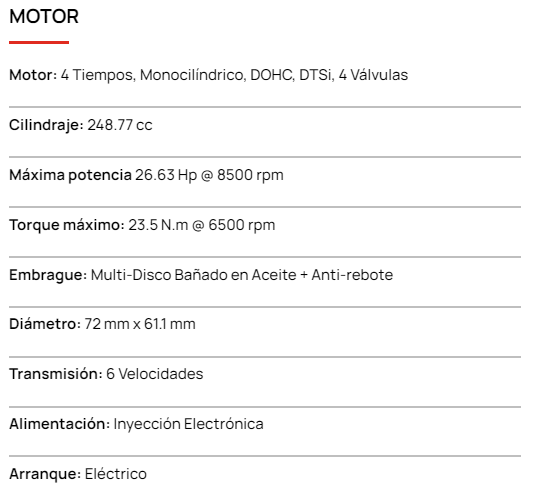 MOTOR
Motor: 4 Tiempos, Monocilíndrico, DOHC, DTSi, 4 Válvulas
Cilindraje: 248.77 cc
Máxima potencia 26.63 Hp @ 8500 rpm
Torque máximo: 23.5 N.m @ 6500 rpm
Embrague: Multi-Disco Bañado en Aceite + Anti-rebote
Diámetro: 72 mm x 61.1 mm
Transmisión: 6 Velocidades
Alimentación: Inyección Electrónica
Arranque: Eléctrico